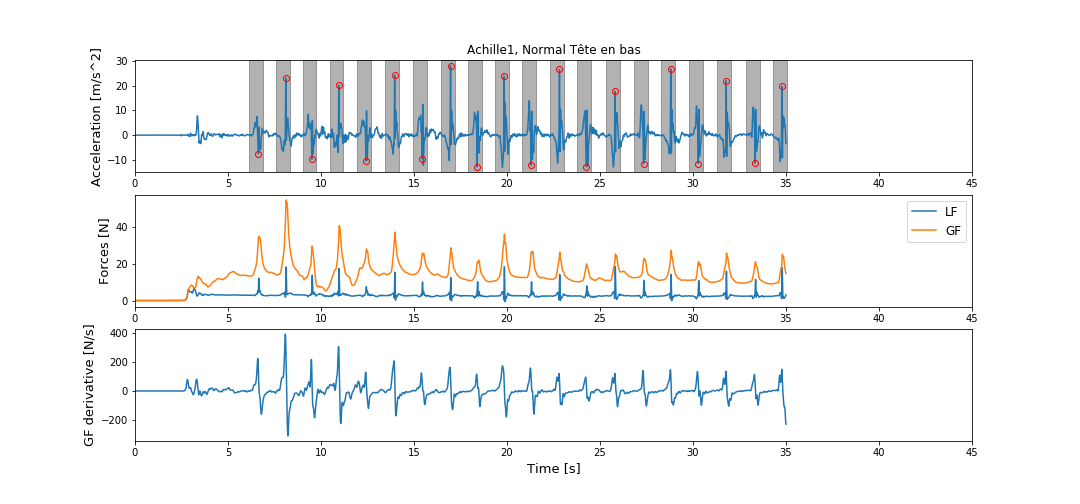 Achille1, Normal Tête en bas
Acceleration [m/s^2]
30
20
10
0
−10
0 5 10 15 20 25 30 35 40 45
Forces [N]
40
20
0
LF
GF
0 5 10 15 20 25 30 35 40 45
GF derivative [N/s]
400
200
0
−200
0 5 10 15 20 25 30 35 40 45
Time [s]